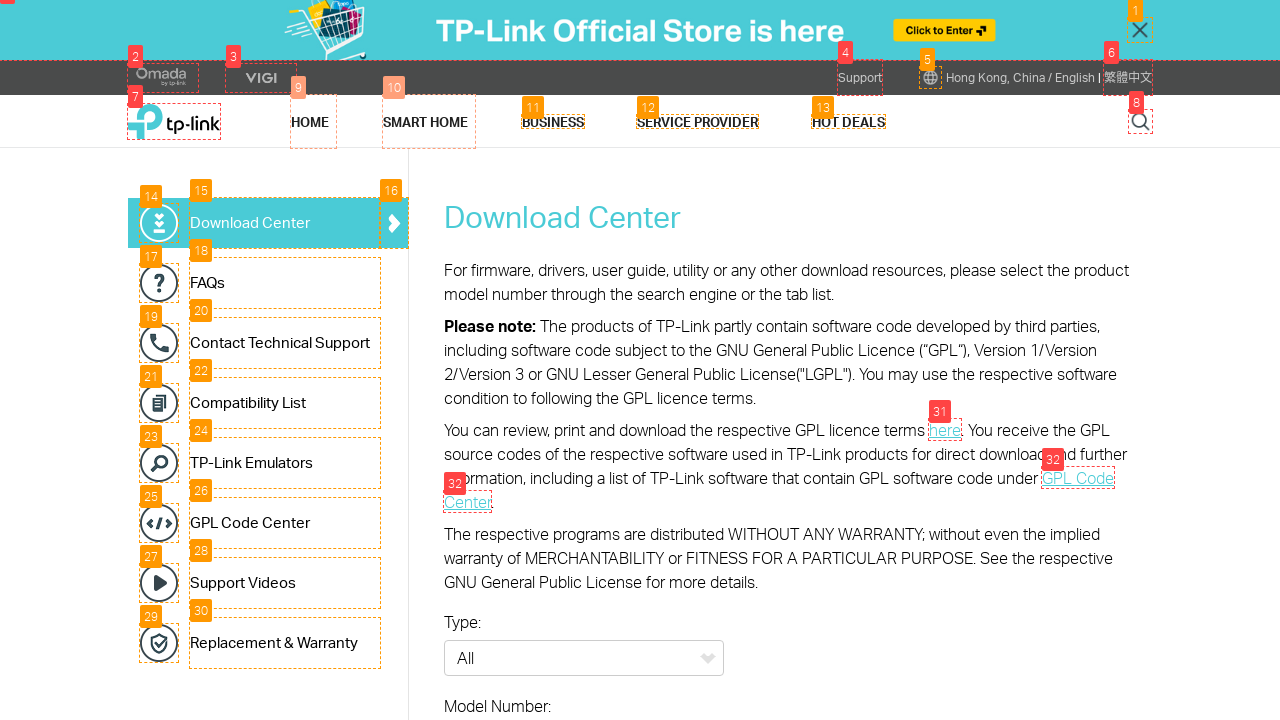 TP-Link Official Store is here
Click to Enter
1
2
3
4
5
6
Omada
by tp-link
VIGI
Support
Hong Kong, China / English | 繁體中文
7
8
9
10
11
12
13
tp-link
HOME
SMART HOME
BUSINESS
SERVICE PROVIDER
HOT DEALS
14
15
16
Download Center
17
18
FAQs
19
20
Contact Technical Support
21
22
Compatibility List
23
24
TP-Link Emulators
25
26
GPL Code Center
27
28
Support Videos
29
30
Replacement & Warranty
Download Center
For firmware, drivers, user guide, utility or any other download resources, please select the product
model number through the search engine or the tab list.
Please note: The products of TP-Link partly contain software code developed by third parties,
including software code subject to the GNU General Public Licence (“GPL“), Version 1/Version
2/Version 3 or GNU Lesser General Public License("LGPL"). You may use the respective software
condition to following the GPL licence terms.
31
You can review, print and download the respective GPL licence terms here. You receive the GPL
source codes of the respective software used in TP-Link products for direct download and further
32
32
information, including a list of TP-Link software that contain GPL software code under GPL Code
Center.
The respective programs are distributed WITHOUT ANY WARRANTY; without even the implied
warranty of MERCHANTABILITY or FITNESS FOR A PARTICULAR PURPOSE. See the respective
GNU General Public License for more details.
Type:
All
Model Number: